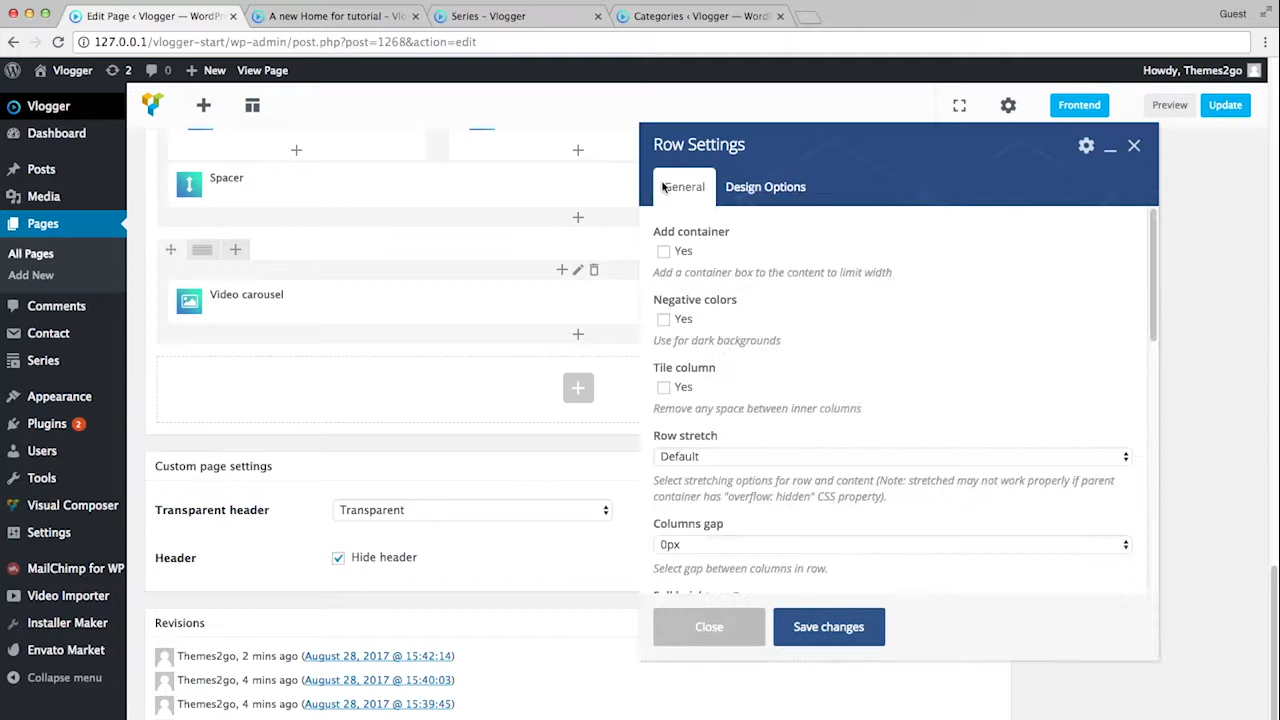 Edit Page < Vlogger — WordPr
A new Home for tutorial - Vl
Series – Vlogger
Categories < Vlogger — Word
Guest
127.0.0.1/vlogger-start/wp-admin/post.php?post=1268&action=edit
Vlogger
2
0
New
View Page
Howdy, Themes2go
Vlogger
Dashboard
Posts
Media
Pages
All Pages
Add New
Comments
Contact
Series
Appearance
Plugins 2
Users
Tools
Visual Composer
Settings
MailChimp for WP
Video Importer
Installer Maker
Envato Market
Collapse menu
Frontend
Preview
Update
Spacer
Video carousel
Custom page settings
Transparent header
Transparent
Header
Hide header
Revisions
Themes2go, 2 mins ago (August 28, 2017 @ 15:42:14)
Themes2go, 4 mins ago (August 28, 2017 @ 15:40:03)
Themes2go, 4 mins ago (August 28, 2017 @ 15:39:45)
Row Settings
General
Design Options
Add container
Yes
Add a container box to the content to limit width
Negative colors
Yes
Use for dark backgrounds
Tile column
Yes
Remove any space between inner columns
Row stretch
Default
Select stretching options for row and content (Note: stretched may not work properly if parent
container has "overflow: hidden" CSS property).
Columns gap
0px
Select gap between columns in row.
Close
Save changes